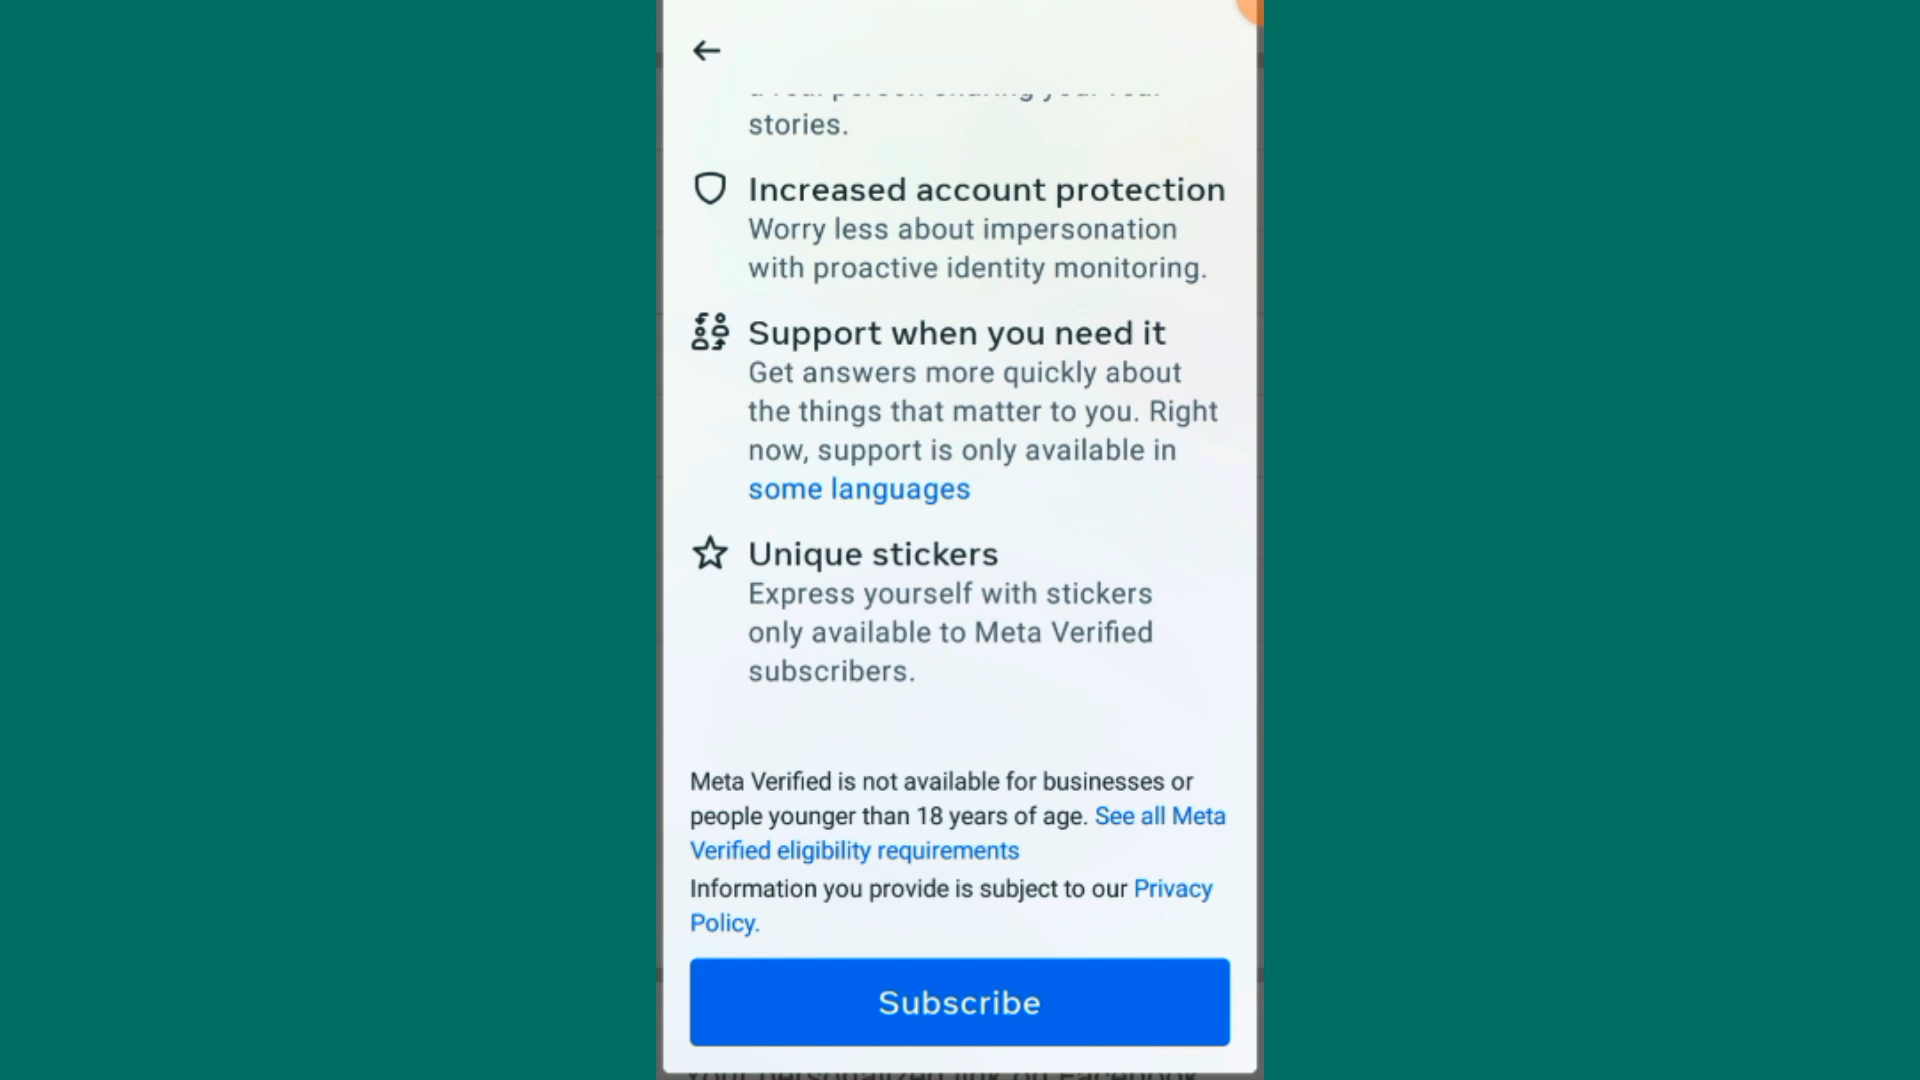 stories.
Increased account protection
Worry less about impersonation
with proactive identity monitoring.
Support when you need it
Get answers more quickly about
the things that matter to you. Right
now, support is only available in
some languages
Unique stickers
Express yourself with stickers
only available to Meta Verified
subscribers.
Meta Verified is not available for businesses or
people younger than 18 years of age. See all Meta
Verified eligibility requirements
Information you provide is subject to our Privacy
Policy.
Subscribe